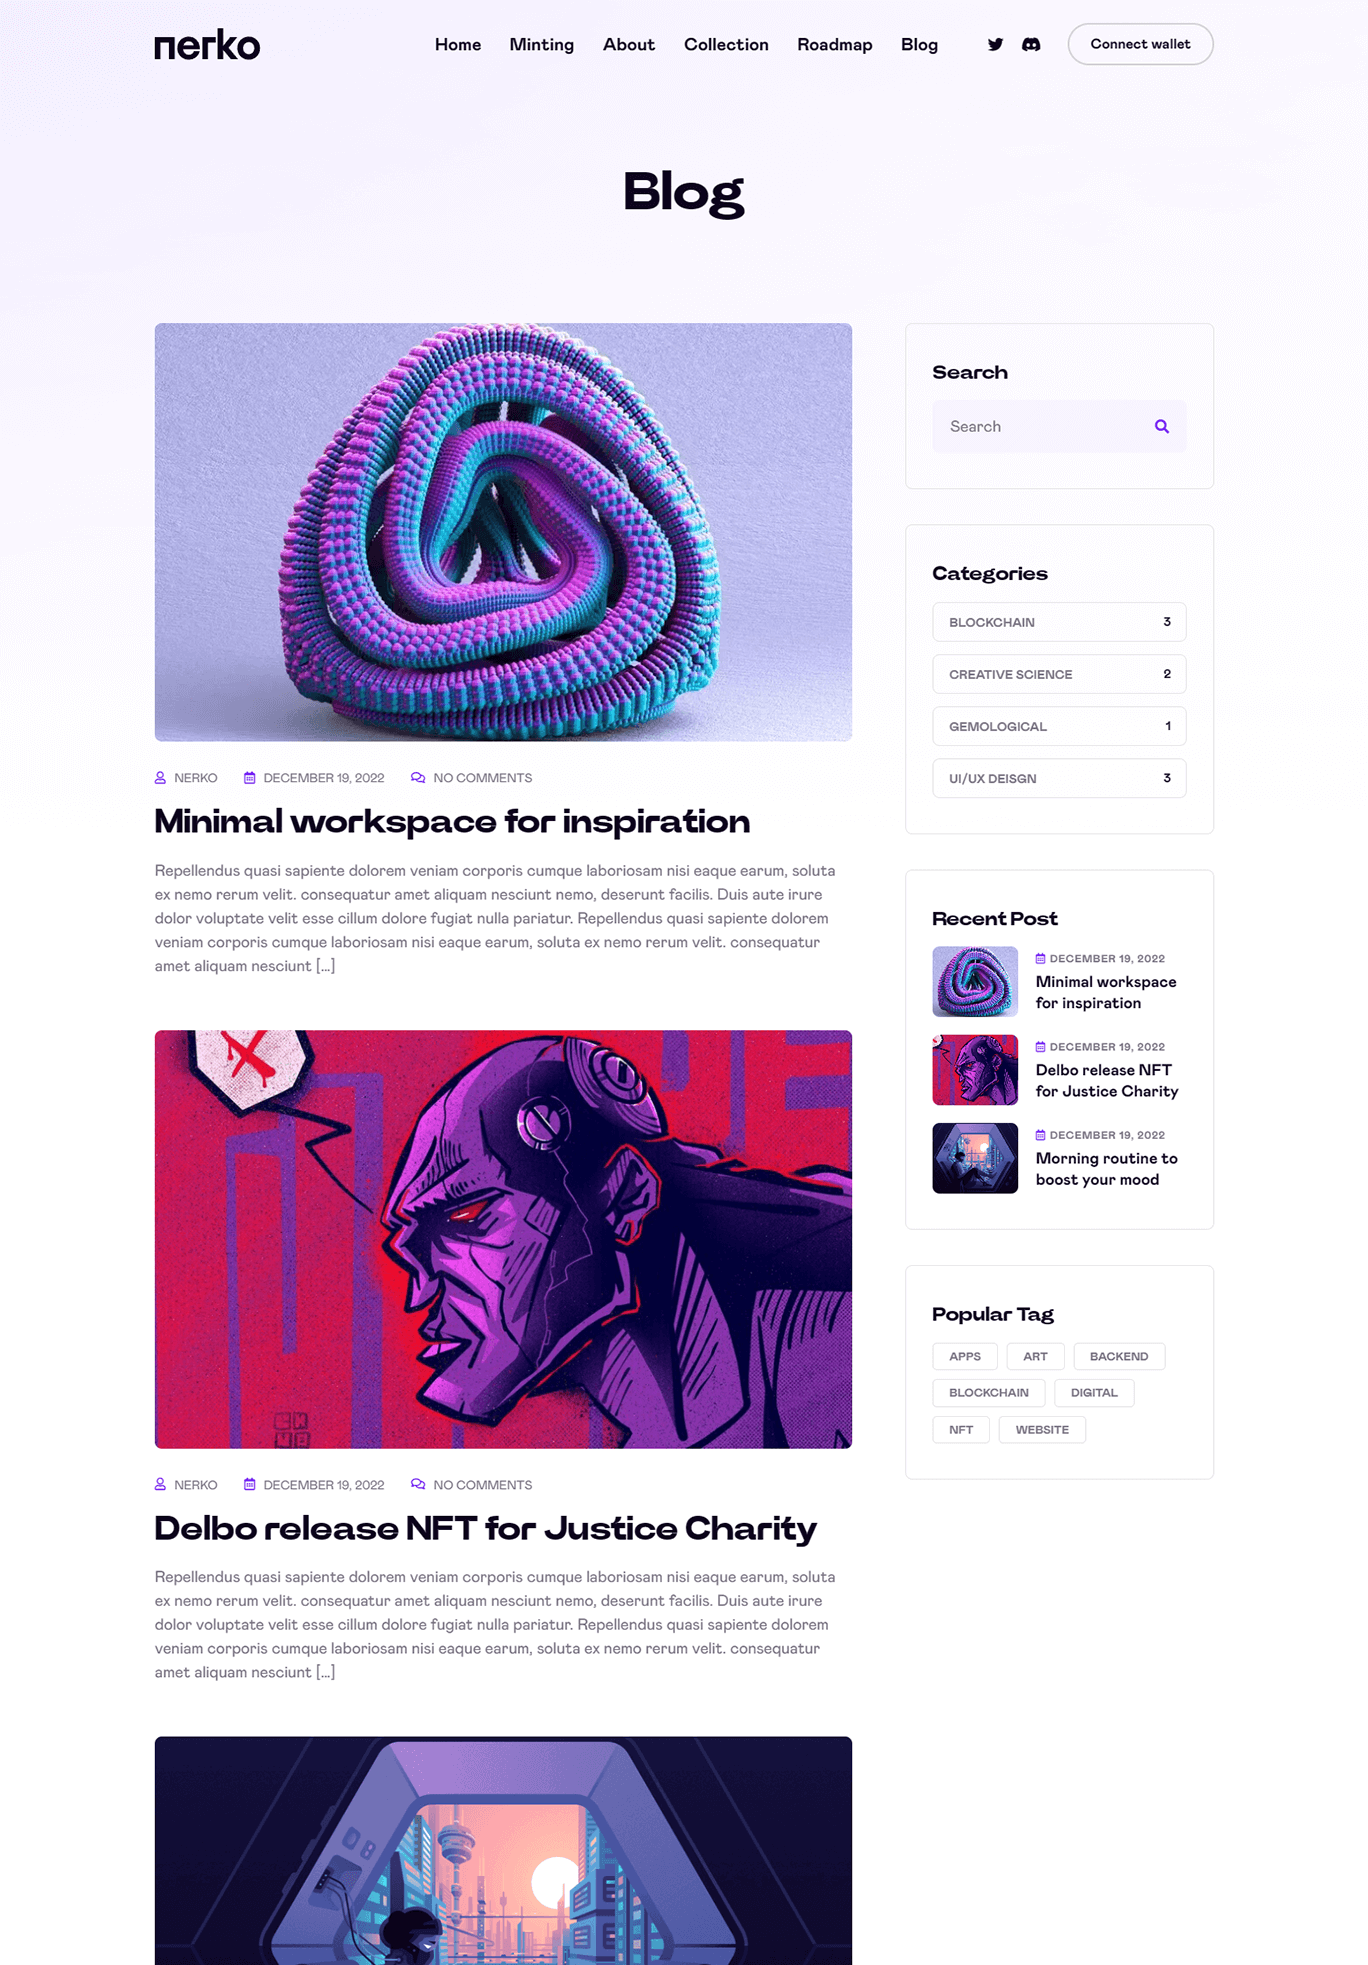 nerko
Home Minting About Collection Roadmap Blog Connect wallet
Blog
NERKO DECEMBER 19, 2022 NO COMMENTS
Minimal workspace for inspiration
Repellendus quasi sapiente dolorem veniam corporis cumque laboriosam nisi eaque earum, soluta
ex nemo rerum velit. consequatur amet aliquam nesciunt nemo, deserunt facilis. Duis aute irure
dolor voluptate velit esse cillum dolore fugiat nulla pariatur. Repellendus quasi sapiente dolorem
veniam corporis cumque laboriosam nisi eaque earum, soluta ex nemo rerum velit. consequatur
amet aliquam nesciunt [...]
NERKO DECEMBER 19, 2022 NO COMMENTS
Delbo release NFT for Justice Charity
Repellendus quasi sapiente dolorem veniam corporis cumque laboriosam nisi eaque earum, soluta
ex nemo rerum velit. consequatur amet aliquam nesciunt nemo, deserunt facilis. Duis aute irure
dolor voluptate velit esse cillum dolore fugiat nulla pariatur. Repellendus quasi sapiente dolorem
veniam corporis cumque laboriosam nisi eaque earum, soluta ex nemo rerum velit. consequatur
amet aliquam nesciunt [...]
Search
Search
Categories
BLOCKCHAIN 3
CREATIVE SCIENCE 2
GEMOLOGICAL 1
UI/UX DEISGN 3
Recent Post
DECEMBER 19, 2022
Minimal workspace
for inspiration
DECEMBER 19, 2022
Delbo release NFT
for Justice Charity
DECEMBER 19, 2022
Morning routine to
boost your mood
Popular Tag
APPS ART BACKEND
BLOCKCHAIN DIGITAL
NFT WEBSITE